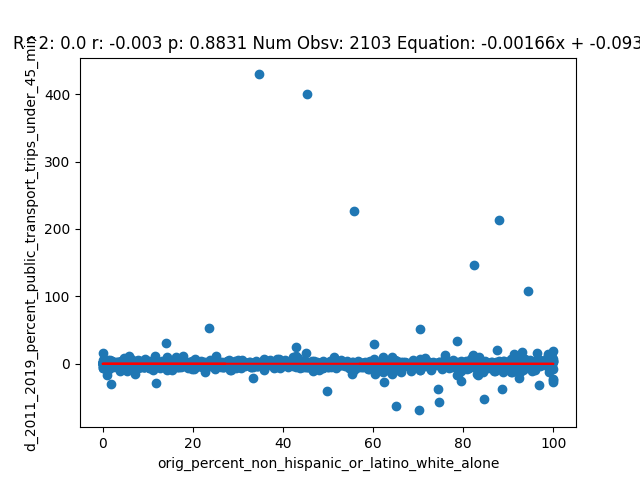 R^2: 0.0 r: -0.003 p: 0.8831 Num Obsv: 2103 Equation: -0.00166x + -0.093
d_2011_2019_percent_public_transport_trips_under_45_min
400
300
200
100
0
0 20 40 60 80 100
orig_percent_non_hispanic_or_latino_white_alone